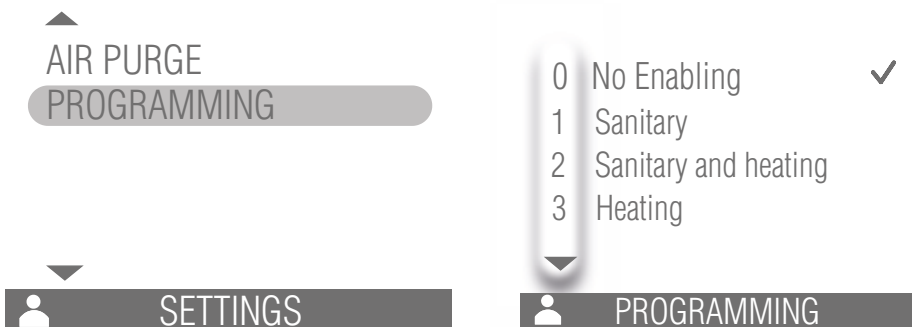 AIR PURGE
PROGRAMMING
SETTINGS
0 No Enabling
1 Sanitary
2 Sanitary and heating
3 Heating
PROGRAMMING